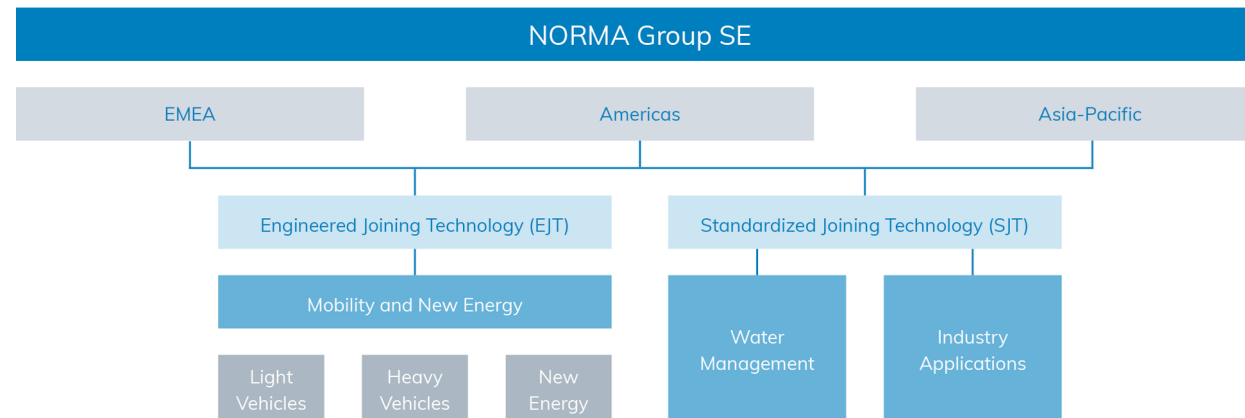 NORMA Group SE
EMEA
Americas
Asia-Pacific
Engineered Joining Technology (EJT)
Standardized Joining Technology (SJT)
Mobility and New Energy
Water
Management
Industry
Applications
Light
Vehicles
Heavy
Vehicles
New
Energy